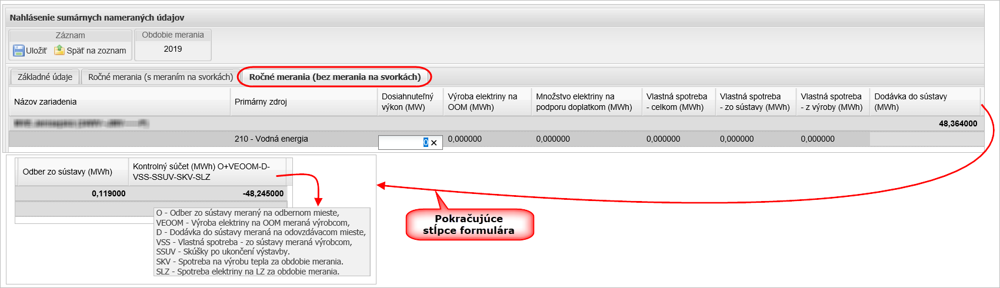 Nahlásenie sumárnych nameraných údajov
Záznam
Obdobie merania
Uložiť
Späť na zoznam
2019
Základné údaje
Ročné merania (s meraním na svorkách)
Ročné merania (bez merania na svorkách)
Názov zariadenia
Primárny zdroj
Dosiahnuteľný
výkon (MW)
Výroba elektriny na
OOM (MWh)
Množstvo elektriny na
podporu doplatkom (MWh)
Vlastná spotreba
- celkom (MWh)
Vlastná spotreba
- zo sústavy (MWh)
Vlastná spotreba
- z výroby (MWh)
Dodávka do sústavy
(MWh)
48,364000
210 - Vodná energia
0
0,000000
0,000000
0,000000
0,000000
0,000000
Odber zo sústavy (MWh)
Kontrolný súčet (MWh) O+VEOOM-D-
VSS-SSUV-SKV-SLZ
0,119000
-48,245000
O - Odber zo sústavy meraný na odbernom mieste,
VEOOM - Výroba elektriny na OOM meraná výrobcom,
D - Dodávka do sústavy meraná na odovzdávacom mieste,
VSS - Vlastná spotreba - zo sústavy meraná výrobcom,
SSUV - Skúšky po ukončení výstavby.
SKV - Spotreba na výrobu tepla za obdobie merania.
SLZ - Spotreba elektriny na LZ za obdobie merania.
Pokračujúce
stĺpce formulára